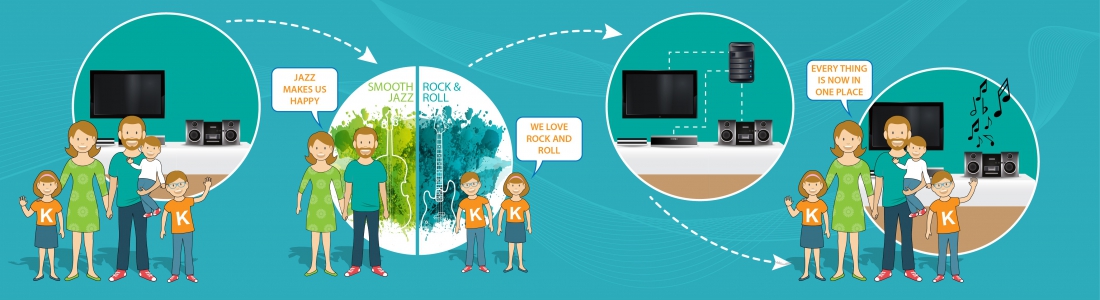 K
K
JAZZ
MAKES US
HAPPY
SMOOTH
JAZZ
ROCK &
ROLL
WE LOVE
ROCK AND
ROLL
K
K
EVERY THING
IS NOW IN
ONE PLACE
K
K